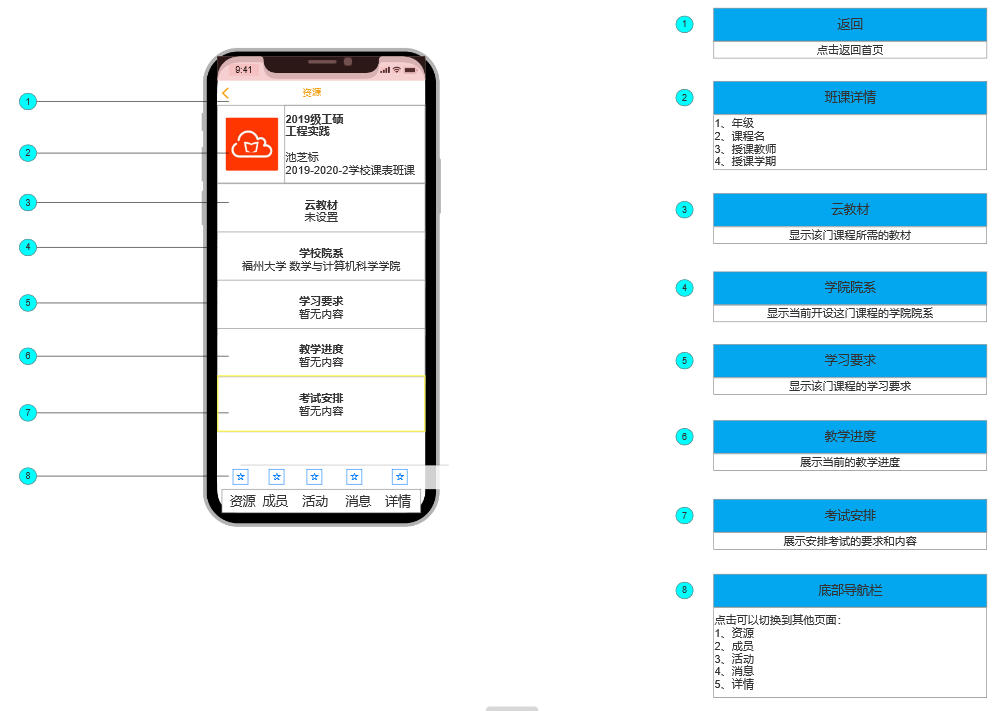 9:41
资源
1
2019级工硕
工程实践
池芝标
2019-2020-2学校课表班课
2
云教材
未设置
3
学校院系
福州大学 数学与计算机科学学院
4
学习要求
暂无内容
5
教学进度
暂无内容
6
考试安排
暂无内容
7
8
资源 成员 活动 消息 详情
1
返回
点击返回首页
2
班课详情
1、年级
2、课程名
3、授课教师
4、授课学期
3
云教材
显示该门课程所需的教材
4
学院院系
显示当前开设这门课程的学院院系
5
学习要求
显示该门课程的学习要求
6
教学进度
展示当前的教学进度
7
考试安排
展示安排考试的要求和内容
8
底部导航栏
点击可以切换到其他页面：
1、资源
2、成员
3、活动
4、消息
5、详情